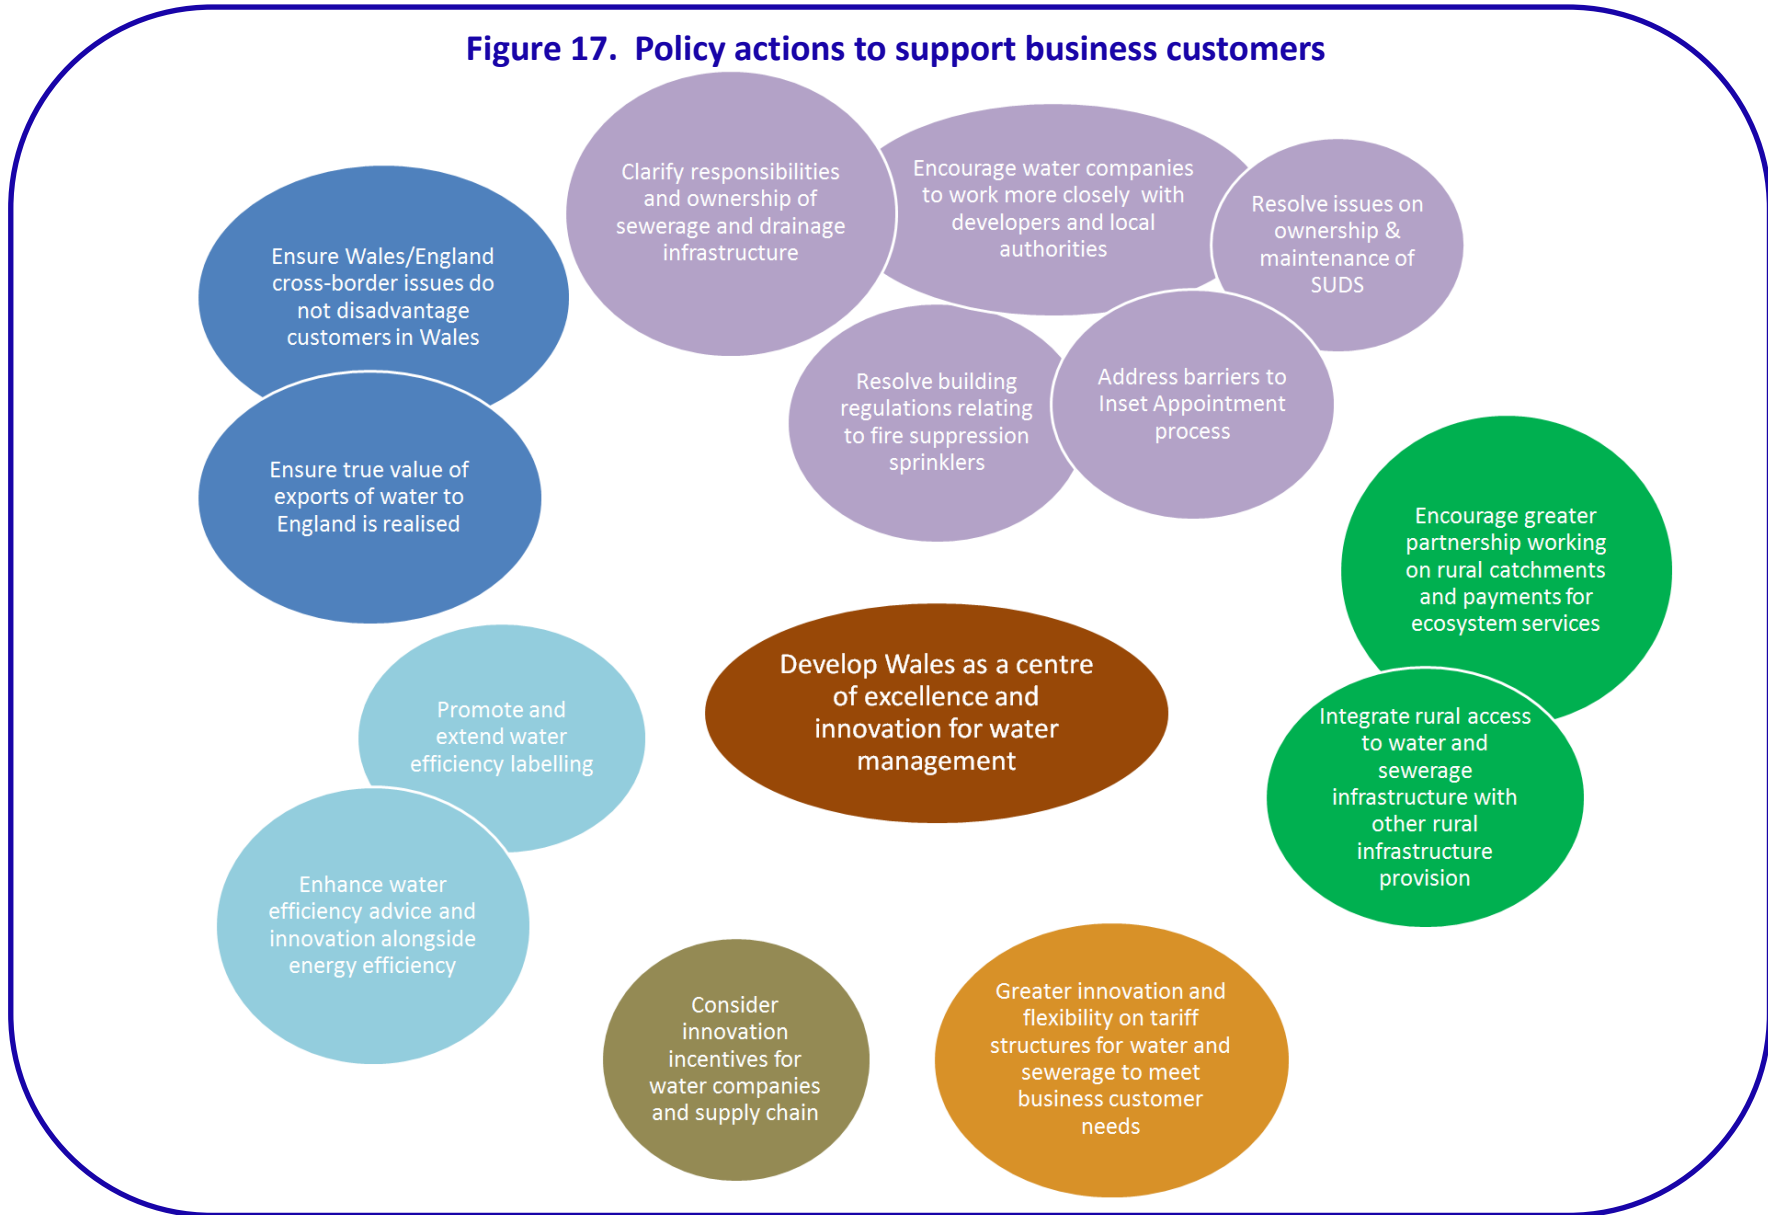 Figure 17.  Policy actions to support business customers
Clarify responsibilities
and ownership of
sewerage and drainage
infrastructure
Encourage water companies
to work more closely  with
developers and local
authorities
Resolve issues on
ownership &
maintenance of
SUDS
Ensure Wales/England
cross-border issues do
not disadvantage
customers in Wales
Resolve building
regulations relating
to fire suppression
sprinklers
Address barriers to
Inset Appointment
process
Ensure true value of
exports of water to
England is realised
Encourage greater
partnership working
on rural catchments
and payments for
ecosystem services
Develop Wales as a centre
of excellence and
innovation for water
management
Promote and
extend water
efficiency labelling
Integrate rural access
to water and
sewerage
infrastructure with
other rural
infrastructure
provision
Enhance water
efficiency advice and
innovation alongside
energy efficiency
Consider
innovation
incentives for
water companies
and supply chain
Greater innovation and
flexibility on tariff
structures for water and
sewerage to meet
business customer
needs